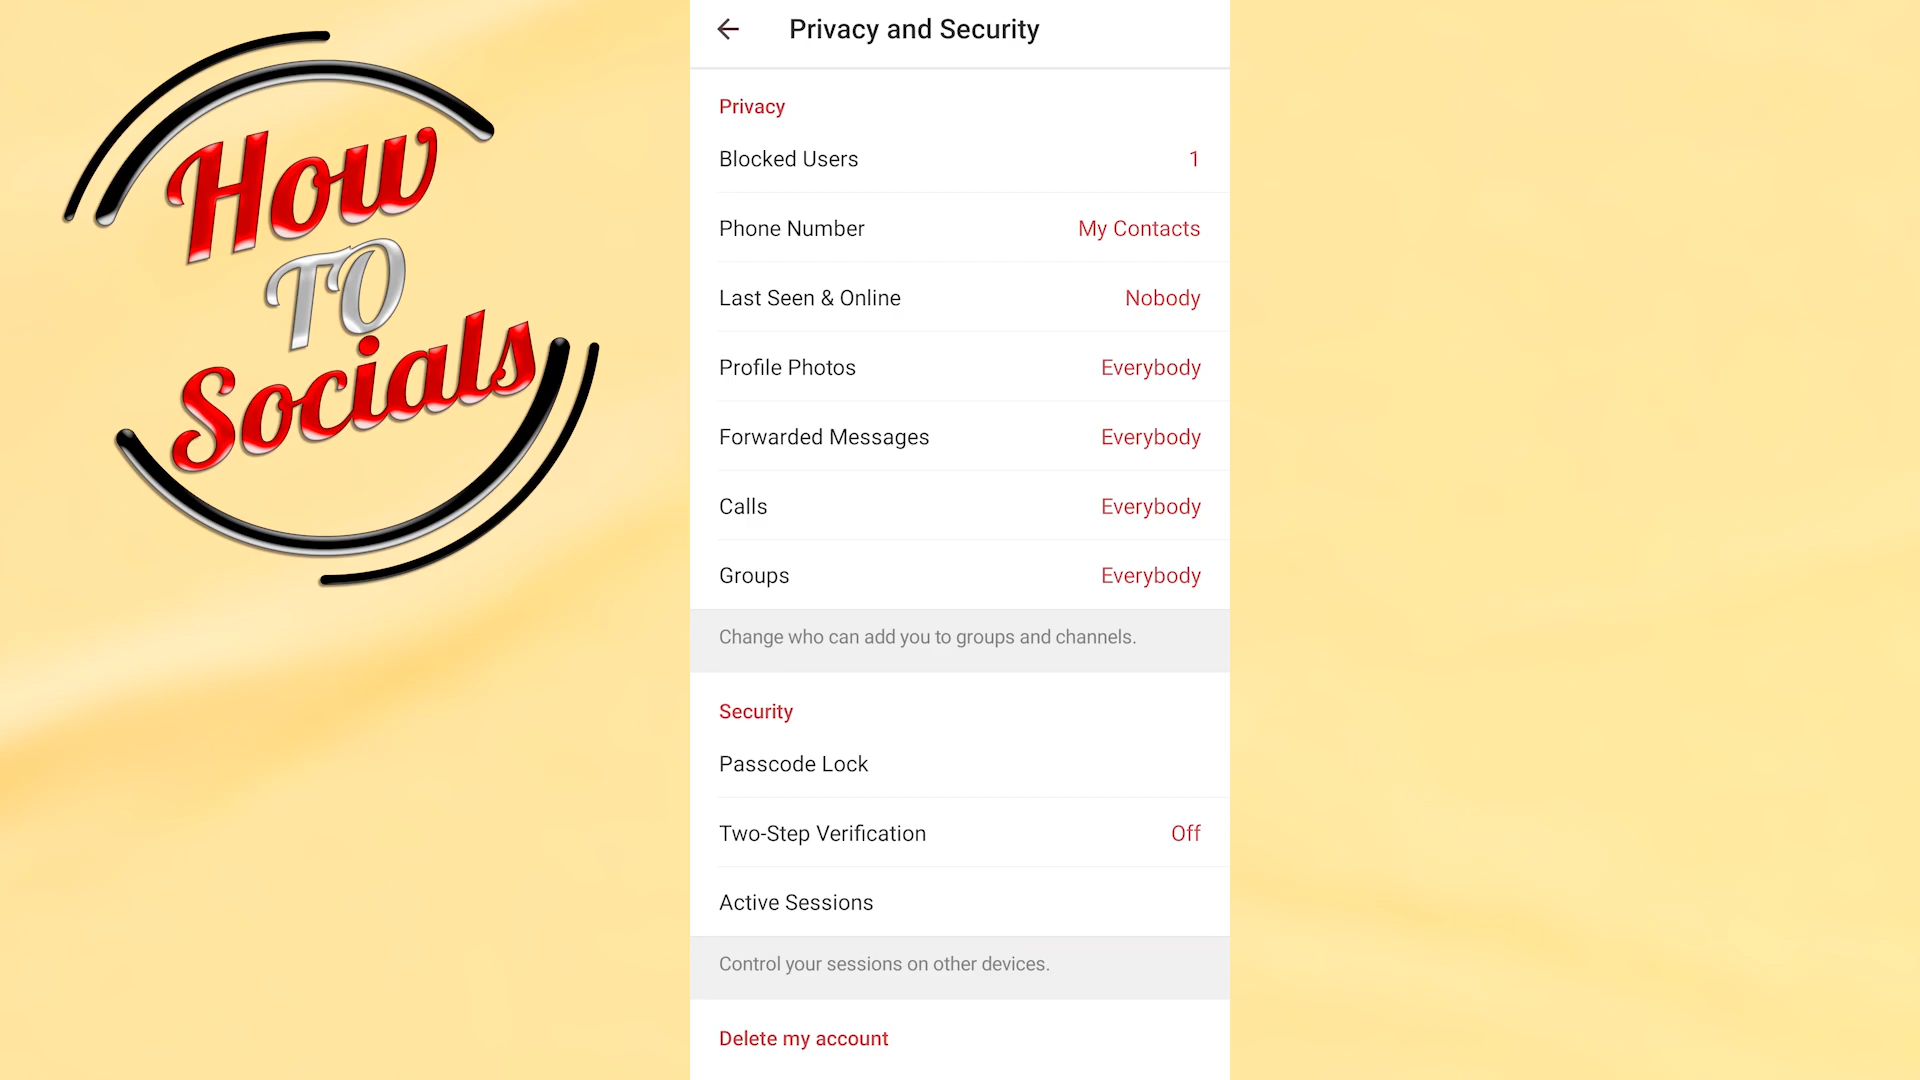 How
TO
Socials
Privacy and Security
Privacy
Blocked Users 1
Phone Number My Contacts
Last Seen & Online Nobody
Profile Photos Everybody
Forwarded Messages Everybody
Calls Everybody
Groups Everybody
Change who can add you to groups and channels.
Security
Passcode Lock
Two-Step Verification Off
Active Sessions
Control your sessions on other devices.
Delete my account